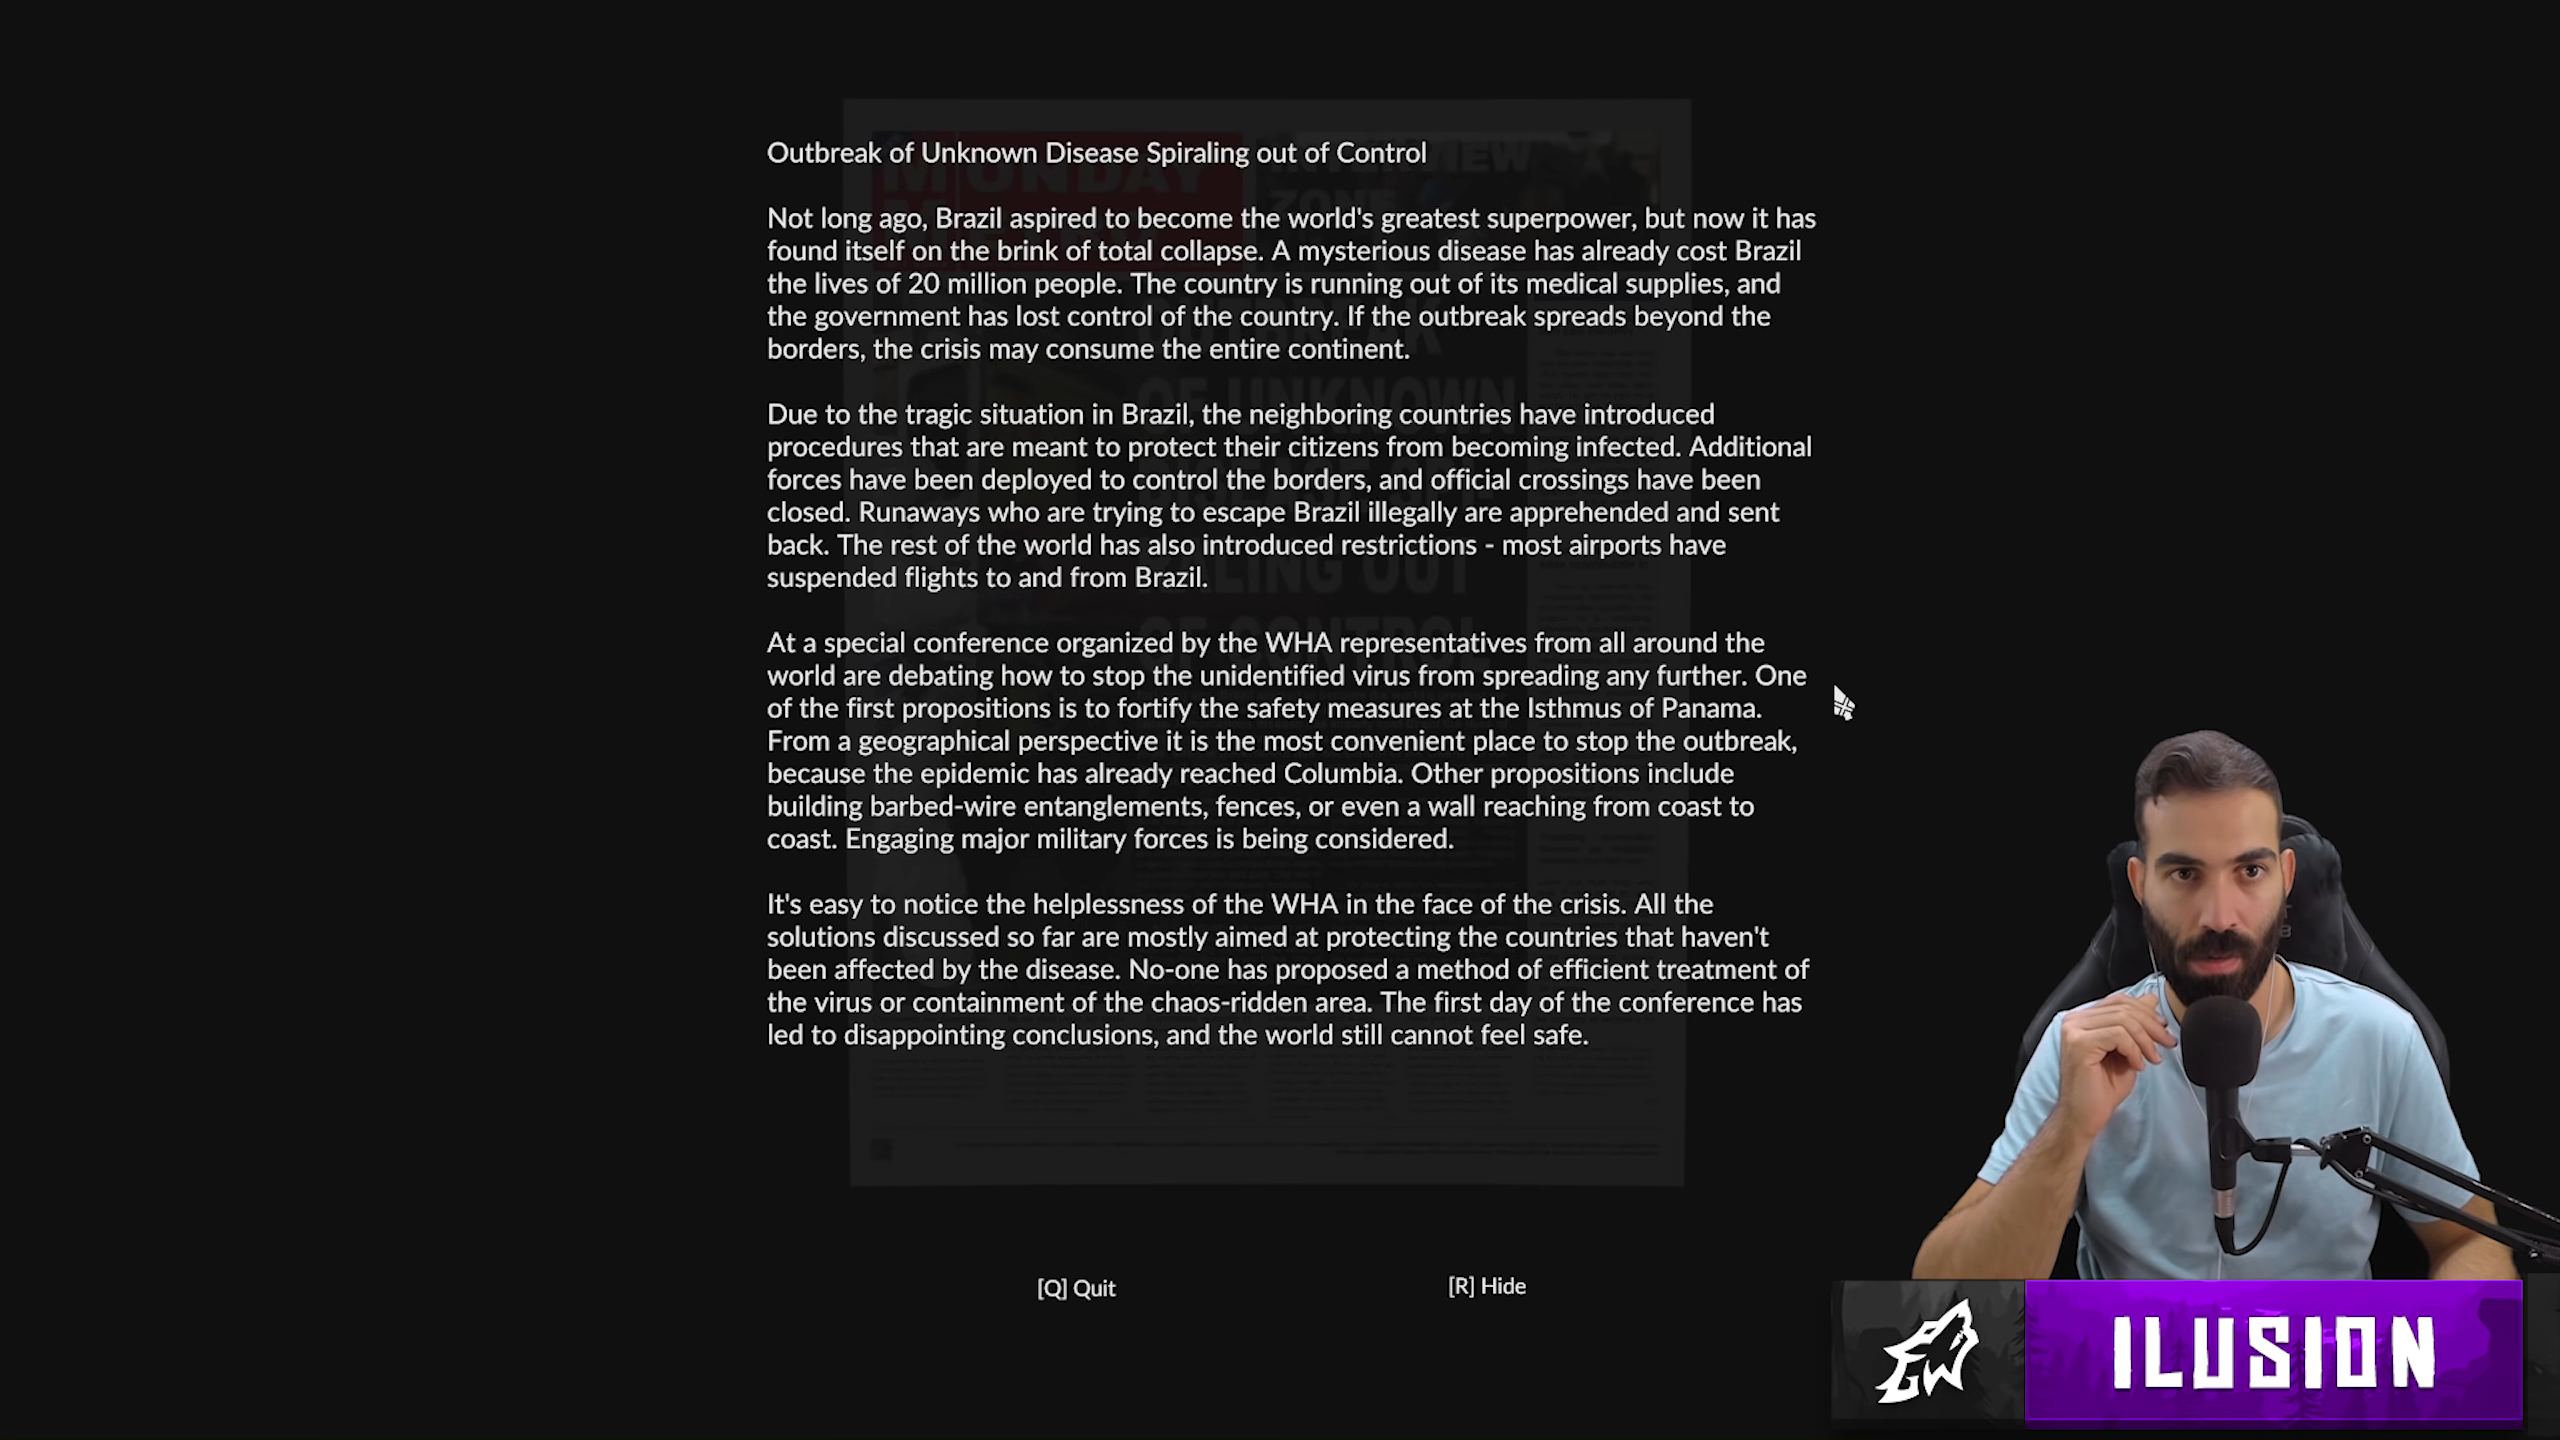 Outbreak of Unknown Disease Spiraling out of Control
Not long ago, Brazil aspired to become the world's greatest superpower, but now it has
found itself on the brink of total collapse. A mysterious disease has already cost Brazil
the lives of 20 million people. The country is running out of its medical supplies, and
the government has lost control of the country. If the outbreak spreads beyond the
borders, the crisis may consume the entire continent.
Due to the tragic situation in Brazil, the neighboring countries have introduced
procedures that are meant to protect their citizens from becoming infected. Additional
forces have been deployed to control the borders, and official crossings have been
closed. Runaways who are trying to escape Brazil illegally are apprehended and sent
back. The rest of the world has also introduced restrictions - most airports have
suspended flights to and from Brazil.
At a special conference organized by the WHA representatives from all around the
world are debating how to stop the unidentified virus from spreading any further. One
of the first propositions is to fortify the safety measures at the Isthmus of Panama.
From a geographical perspective it is the most convenient place to stop the outbreak,
because the epidemic has already reached Columbia. Other propositions include
building barbed-wire entanglements, fences, or even a wall reaching from coast to
coast. Engaging major military forces is being considered.
It's easy to notice the helplessness of the WHA in the face of the crisis. All the
solutions discussed so far are mostly aimed at protecting the countries that haven't
been affected by the disease. No-one has proposed a method of efficient treatment of
the virus or containment of the chaos-ridden area. The first day of the conference has
led to disappointing conclusions, and the world still cannot feel safe.
[Q] Quit
[R] Hide
ILUSION